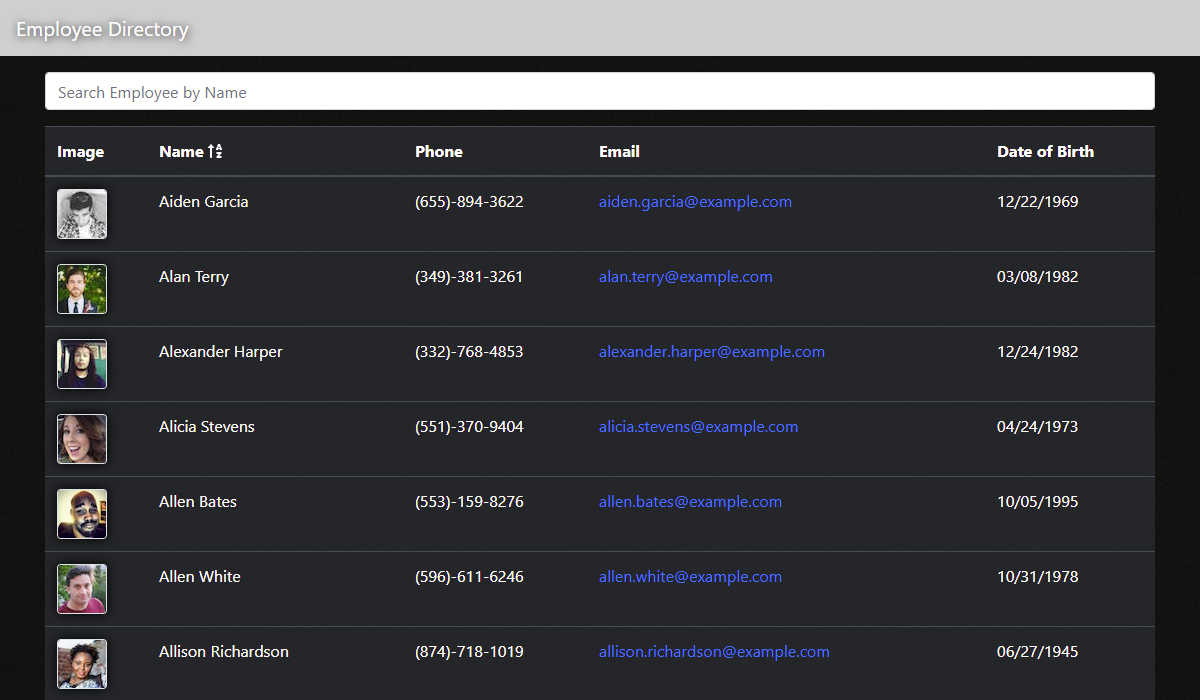 Employee Directory
Search Employee by Name
Image Name Phone Email Date of Birth
Aiden Garcia (655)-894-3622 aiden.garcia@example.com 12/22/1969
Alan Terry (349)-381-3261 alan.terry@example.com 03/08/1982
Alexander Harper (332)-768-4853 alexander.harper@example.com 12/24/1982
Alicia Stevens (551)-370-9404 alicia.stevens@example.com 04/24/1973
Allen Bates (553)-159-8276 allen.bates@example.com 10/05/1995
Allen White (596)-611-6246 allen.white@example.com 10/31/1978
Allison Richardson (874)-718-1019 allison.richardson@example.com 06/27/1945